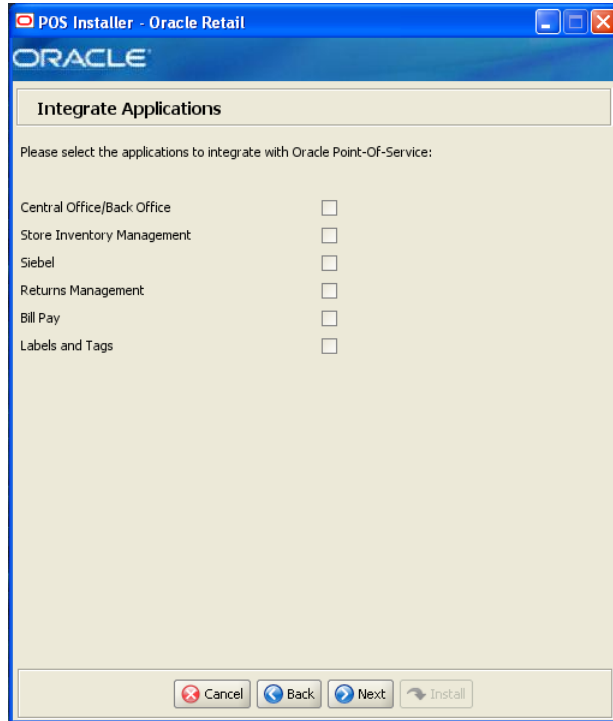 POS Installer - Oracle Retail
ORACLE
Integrate Applications
Please select the applications to integrate with Oracle Point-Of-Service:
Central Office/Back Office
Store Inventory Management
Siebel
Returns Management
Bill Pay
Labels and Tags
Cancel Back Next Install